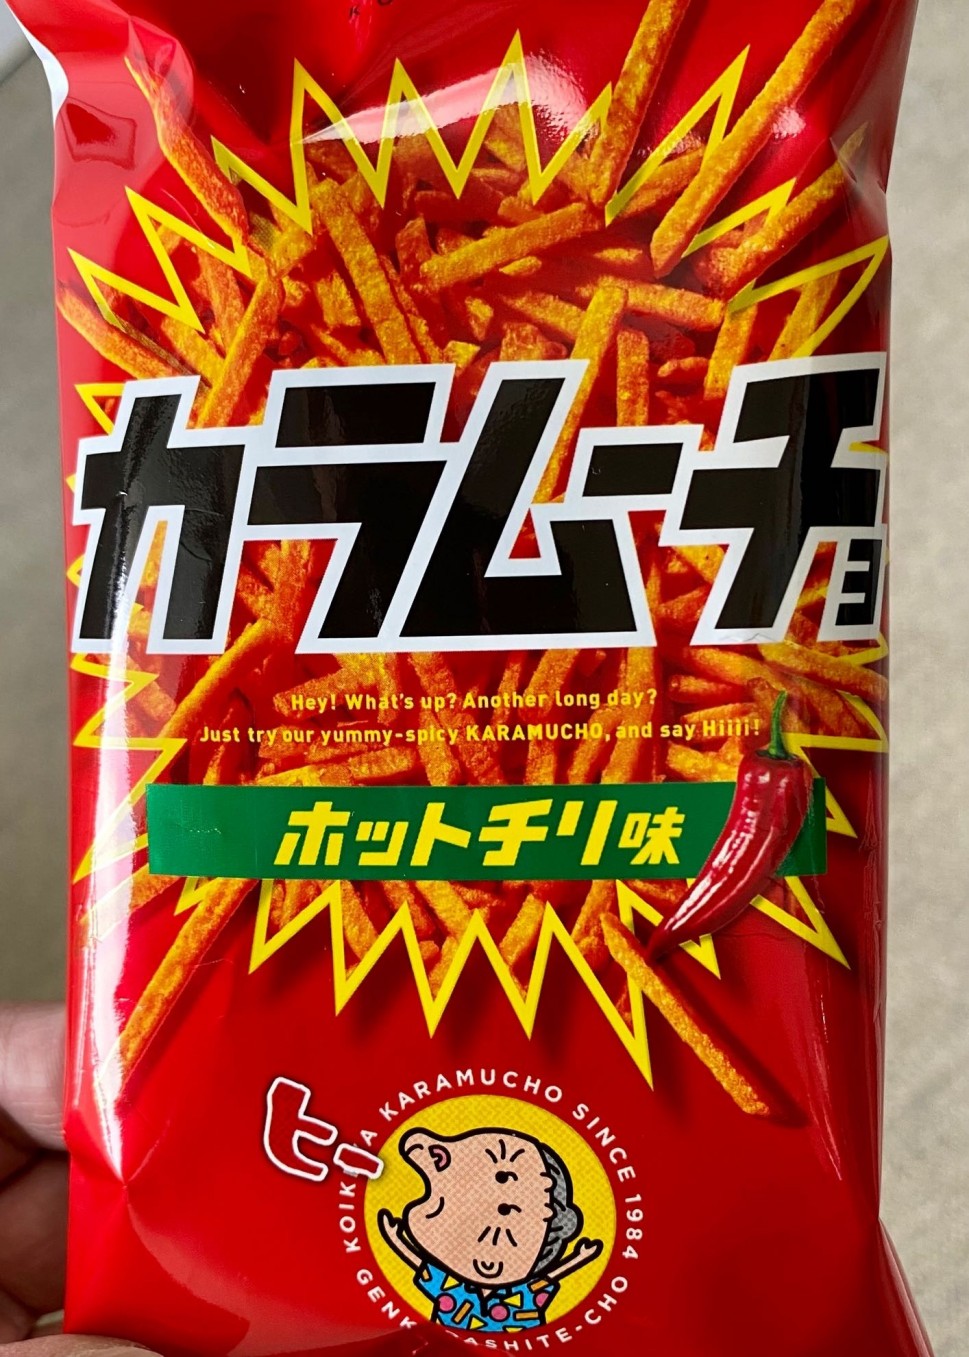 カラムーチョ
Hey! What's up? Another long day?
Just try our yummy-spicy KARAMUCHO, and say Hiiii!
ホットチリ味
ヒー
KARAMUCHO SINCE 1984